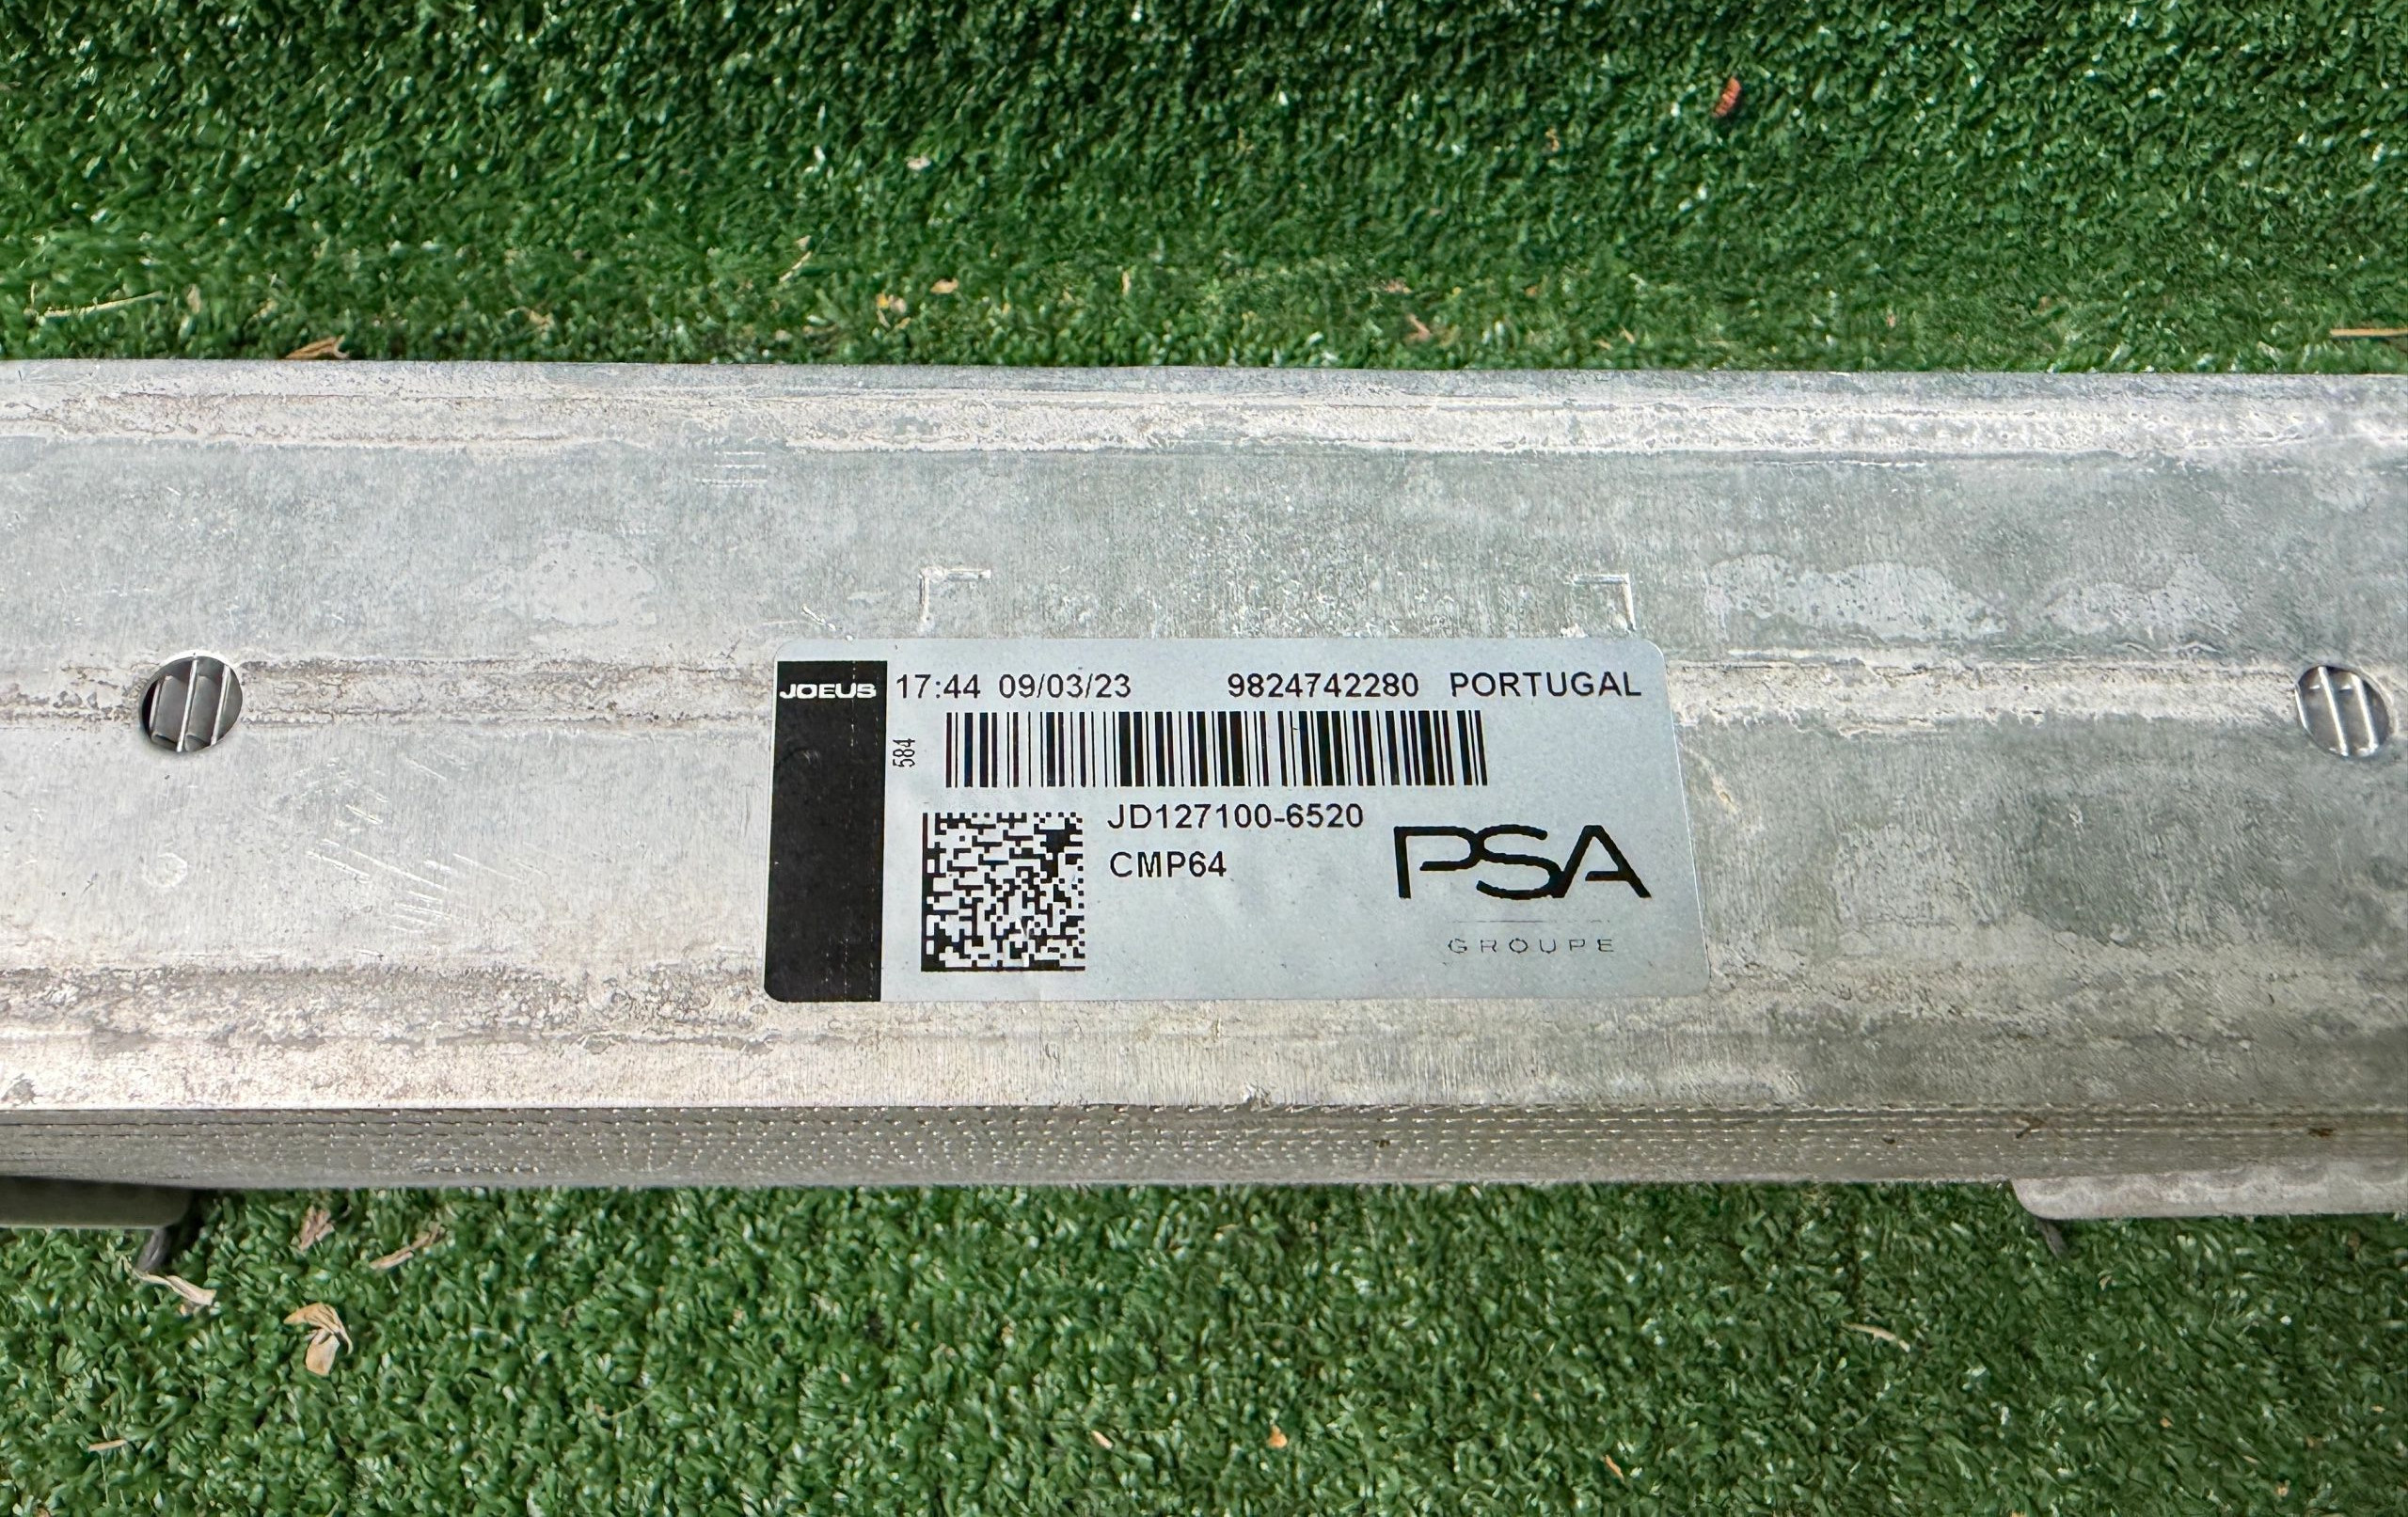 JOEUS
17:44 09/03/23 9824742280 PORTUGAL
584
JD127100-6520
CMP64
PSA
GROUPE